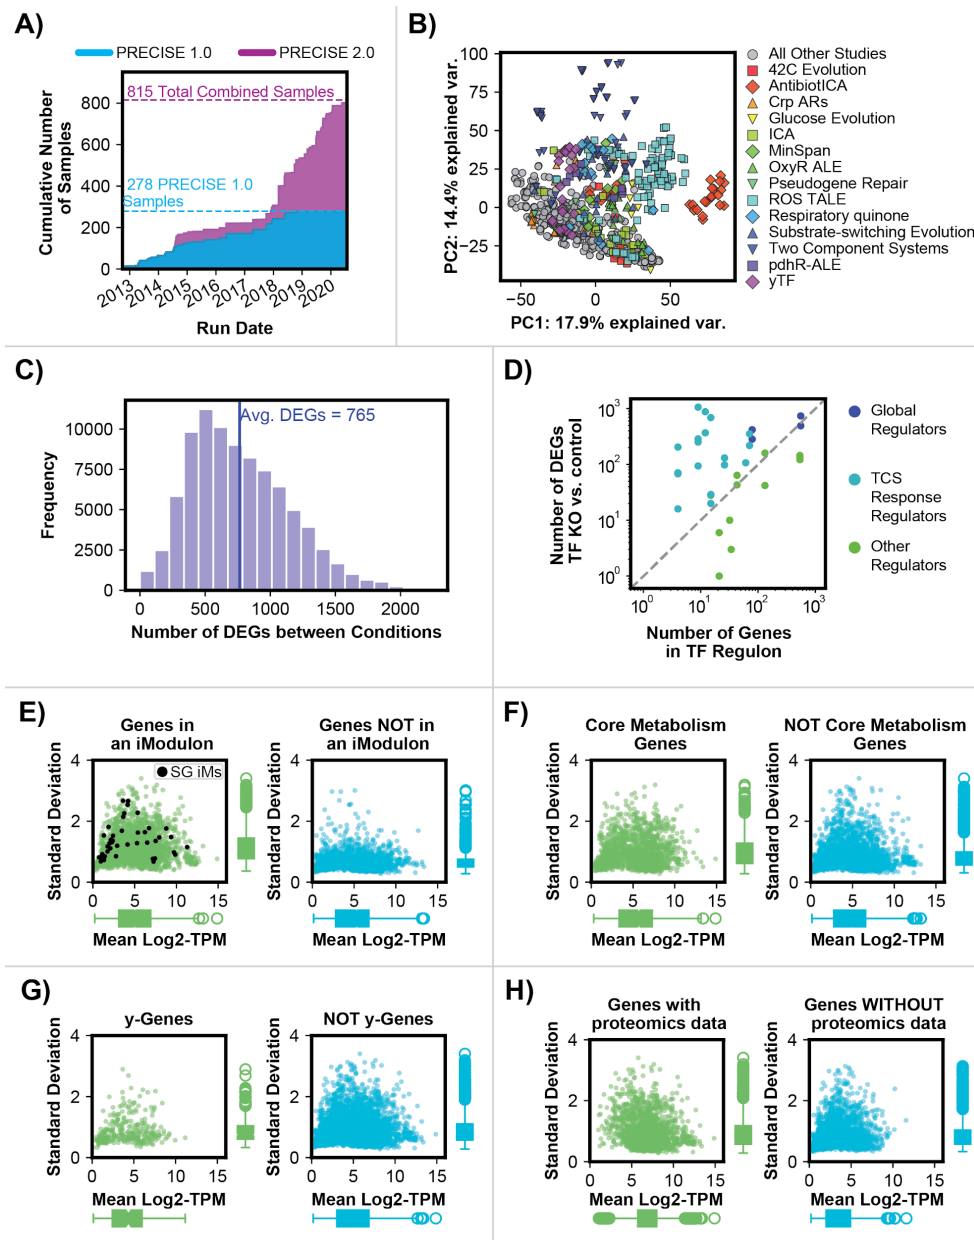 A)
PRECISE 1.0
PRECISE 2.0
815 Total Combined Samples
278 PRECISE 1.0
Samples
Cumulative Number
of Samples
800
600
400
200
0
2013
2014
2015
2016
2017
2018
2019
2020
Run Date
B)
PC2: 14.4% explained var.
100
75
50
25
0
−25
−50
0
50
PC1: 17.9% explained var.
All Other Studies
42C Evolution
AntibiotICA
Crp ARs
Glucose Evolution
ICA
MinSpan
OxyR ALE
Pseudogene Repair
ROS TALE
Respiratory quinone
Substrate-switching Evolution
Two Component Systems
pdhR-ALE
yTF
C)
Avg. DEGs = 765
Frequency
10000
7500
5000
2500
0
0
500
1000
1500
2000
Number of DEGs between Conditions
D)
Number of DEGs
TF KO vs. control
10³
10²
10¹
10⁰
10⁰
10¹
10²
10³
Number of Genes
in TF Regulon
Global
Regulators
TCS
Response
Regulators
Other
Regulators
E)
Genes in
an iModulon
SG iMs
Standard Deviation
4
2
0
0
5
10
15
Mean Log2-TPM
Genes NOT in
an iModulon
Standard Deviation
4
2
0
0
5
10
15
Mean Log2-TPM
F)
Core Metabolism
Genes
Standard Deviation
4
2
0
0
5
10
15
Mean Log2-TPM
NOT Core Metabolism
Genes
Standard Deviation
4
2
0
0
5
10
15
Mean Log2-TPM
G)
y-Genes
Standard Deviation
4
2
0
0
5
10
15
Mean Log2-TPM
NOT y-Genes
Standard Deviation
4
2
0
0
5
10
15
Mean Log2-TPM
H)
Genes with
proteomics data
Standard Deviation
4
2
0
0
5
10
15
Mean Log2-TPM
Genes WITHOUT
proteomics data
Standard Deviation
4
2
0
0
5
10
15
Mean Log2-TPM